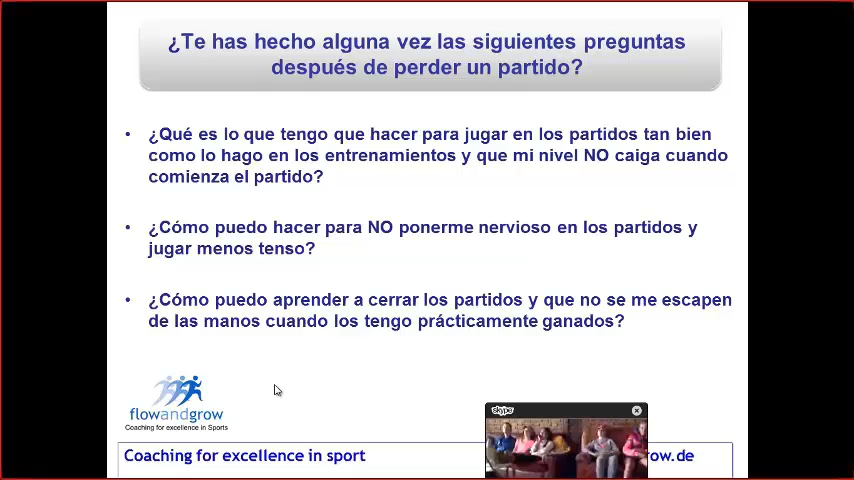 ¿Te has hecho alguna vez las siguientes preguntas
después de perder un partido?
• ¿Qué es lo que tengo que hacer para jugar en los partidos tan bien
como lo hago en los entrenamientos y que mi nivel NO caiga cuando
comienza el partido?
• ¿Cómo puedo hacer para NO ponerme nervioso en los partidos y
jugar menos tenso?
• ¿Cómo puedo aprender a cerrar los partidos y que no se me escapen
de las manos cuando los tengo prácticamente ganados?
flowandgrow
Coaching for excellence in Sports
skype
Coaching for excellence in sport
row.de